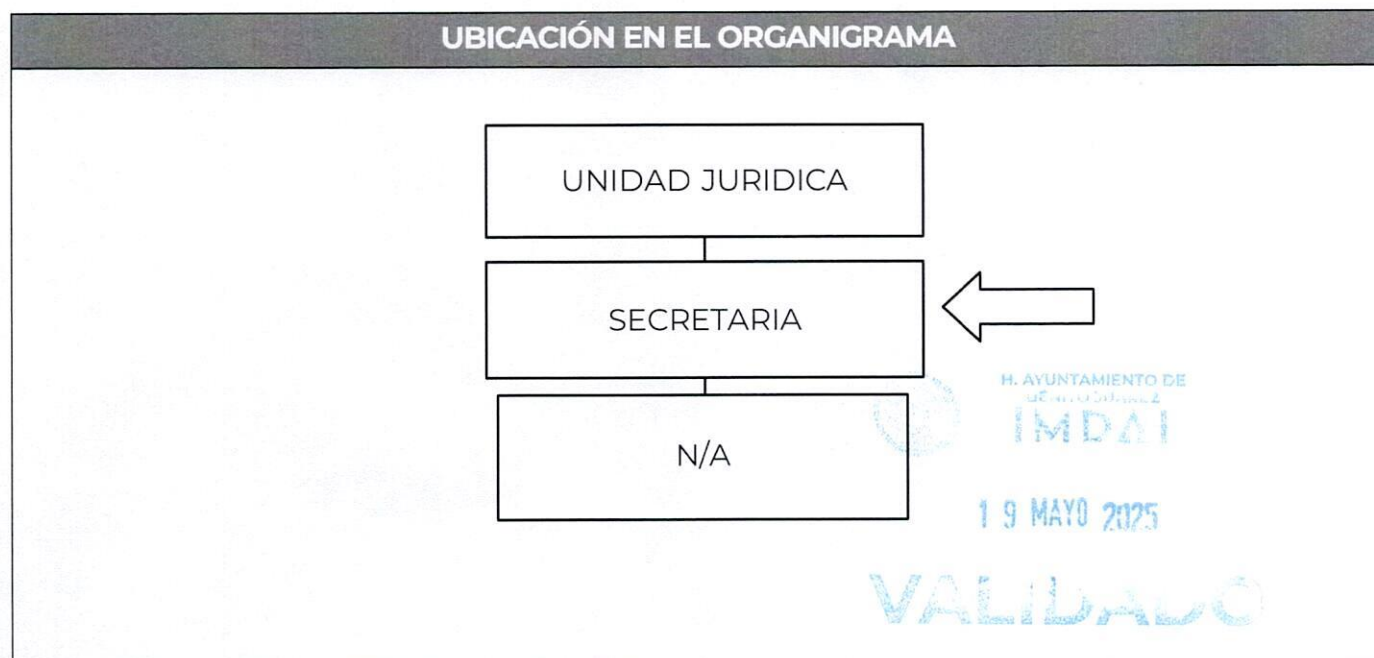 UBICACIÓN EN EL ORGANIGRAMA
UNIDAD JURIDICA
SECRETARIA
N/A
H. AYUNTAMIENTO DE
IMDAI
19 MAYO 2025
VALIDADO